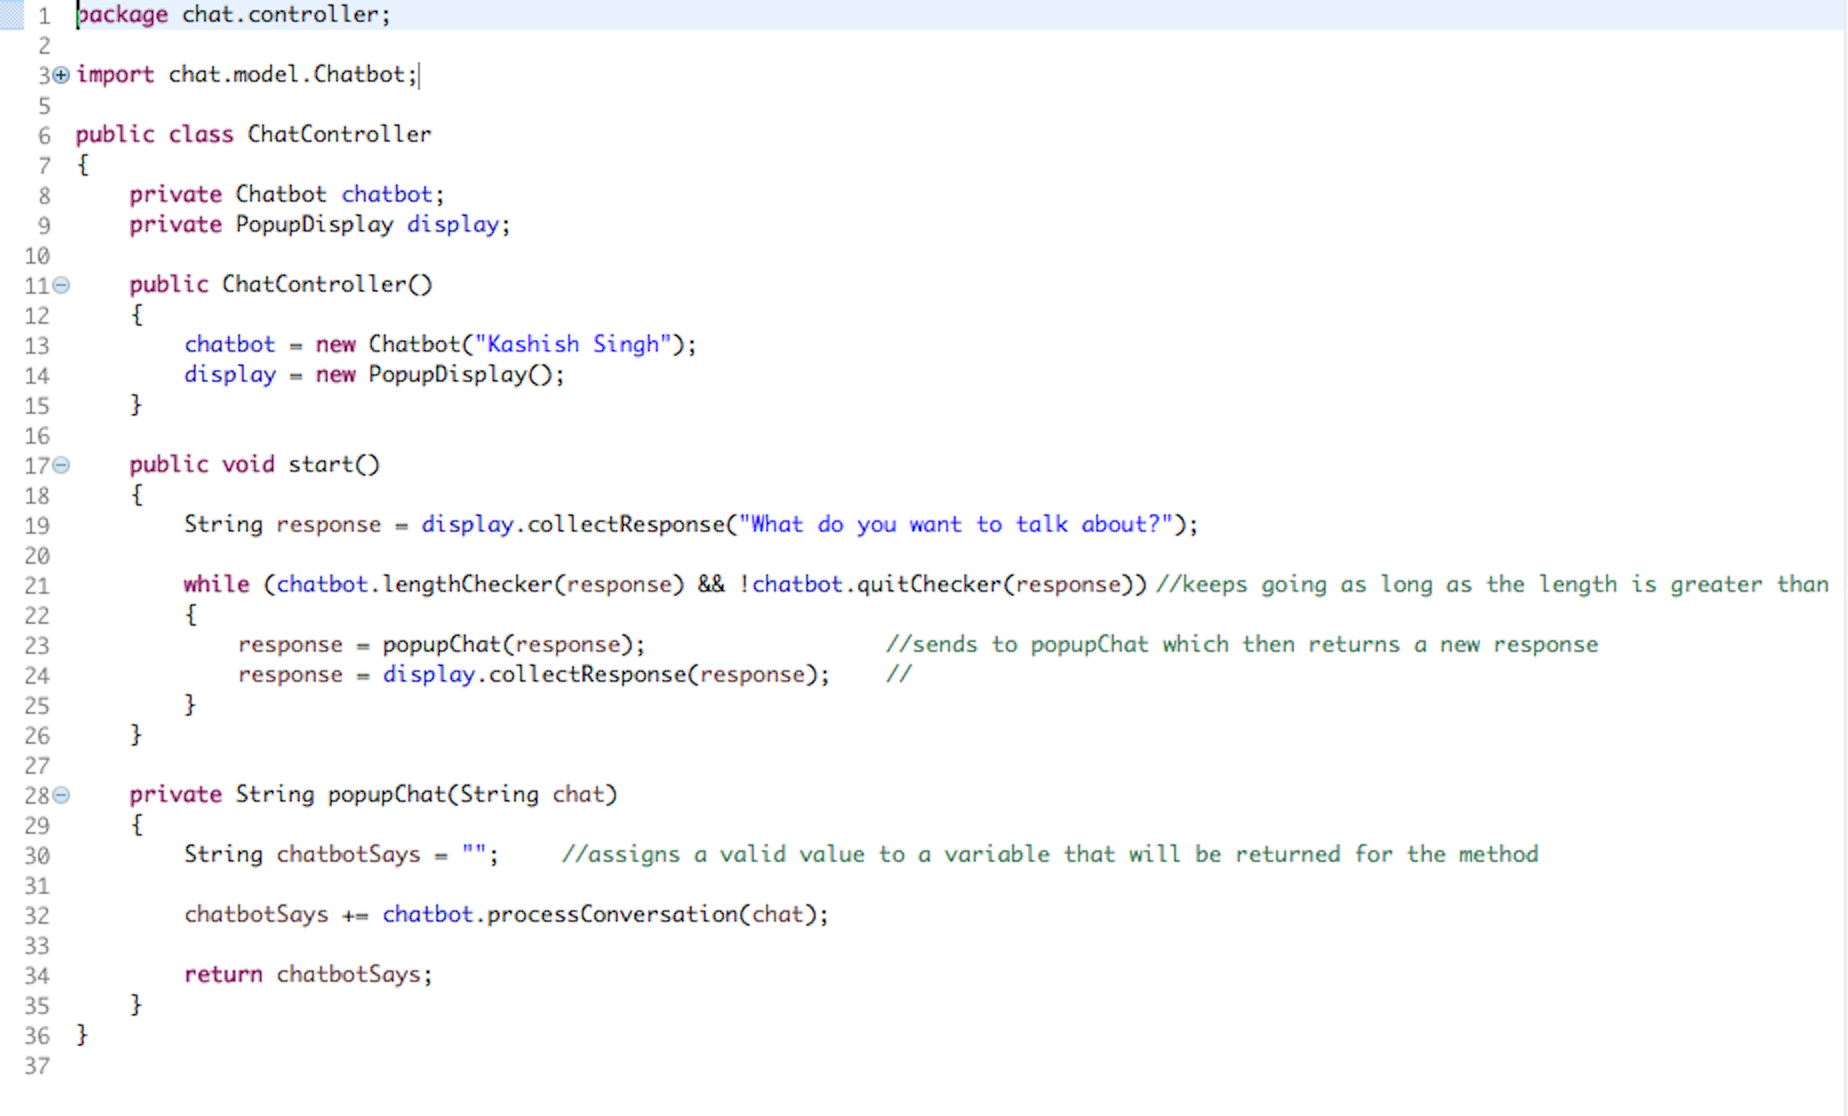 1 package chat.controller;
2
3 import chat.model.Chatbot;
5
6 public class ChatController
7 {
8     private Chatbot chatbot;
9     private PopupDisplay display;
10
11     public ChatController()
12     {
13         chatbot = new Chatbot("Kashish Singh");
14         display = new PopupDisplay();
15     }
16
17     public void start()
18     {
19         String response = display.collectResponse("What do you want to talk about?");
20
21         while (chatbot.lengthChecker(response) && !chatbot.quitChecker(response)) //keeps going as long as the length is greater than
22         {
23             response = popupChat(response);                  //sends to popupChat which then returns a new response
24             response = display.collectResponse(response);    //
25         }
26     }
27
28     private String popupChat(String chat)
29     {
30         String chatbotSays = "";     //assigns a valid value to a variable that will be returned for the method
31
32         chatbotSays += chatbot.processConversation(chat);
33
34         return chatbotSays;
35     }
36 }
37